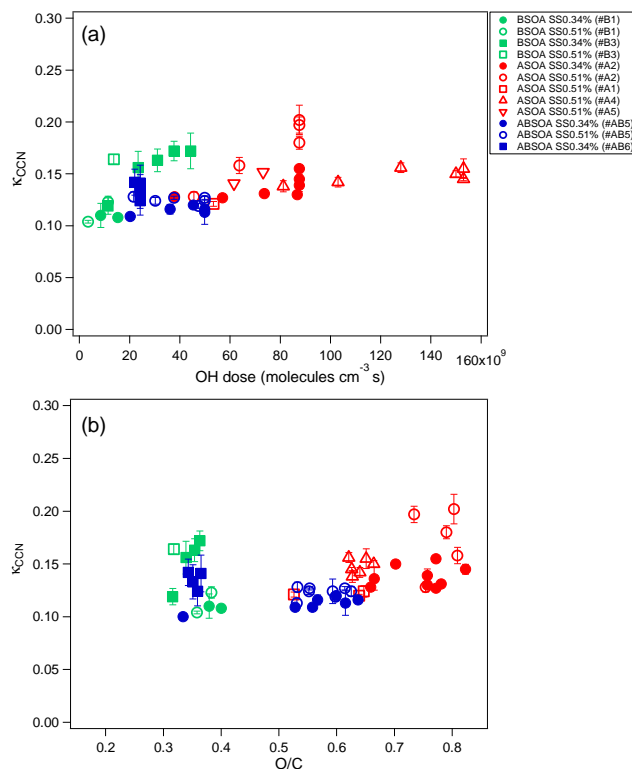 (a)
0.30
0.25
0.20
0.15
0.10
0.05
0.00
κCCN
0 20 40 60 80 100 120 140 160x10⁹
OH dose (molecules cm⁻³ s)
BSOA SS0.34% (#B1)
BSOA SS0.51% (#B1)
BSOA SS0.34% (#B3)
BSOA SS0.51% (#B3)
ASOA SS0.34% (#A2)
ASOA SS0.51% (#A2)
ASOA SS0.51% (#A1)
ASOA SS0.51% (#A4)
ASOA SS0.51% (#A5)
ABSOA SS0.34% (#AB5)
ABSOA SS0.51% (#AB5)
ABSOA SS0.34% (#AB6)
(b)
0.30
0.25
0.20
0.15
0.10
0.05
0.00
κCCN
0.2 0.3 0.4 0.5 0.6 0.7 0.8
O/C